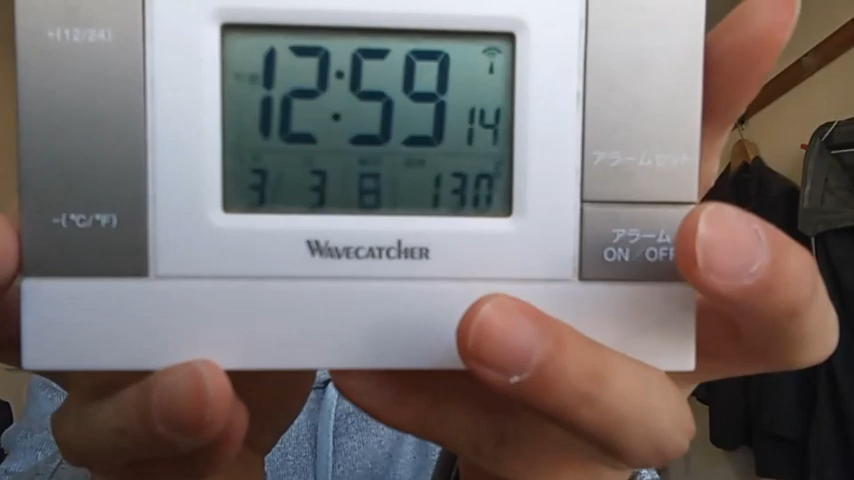 +(12/24)
12:59 14
3/ 3 日 13.0
-(℃/℉)
WAVECATCHER
アラームセット
アラーム
ON/OFF